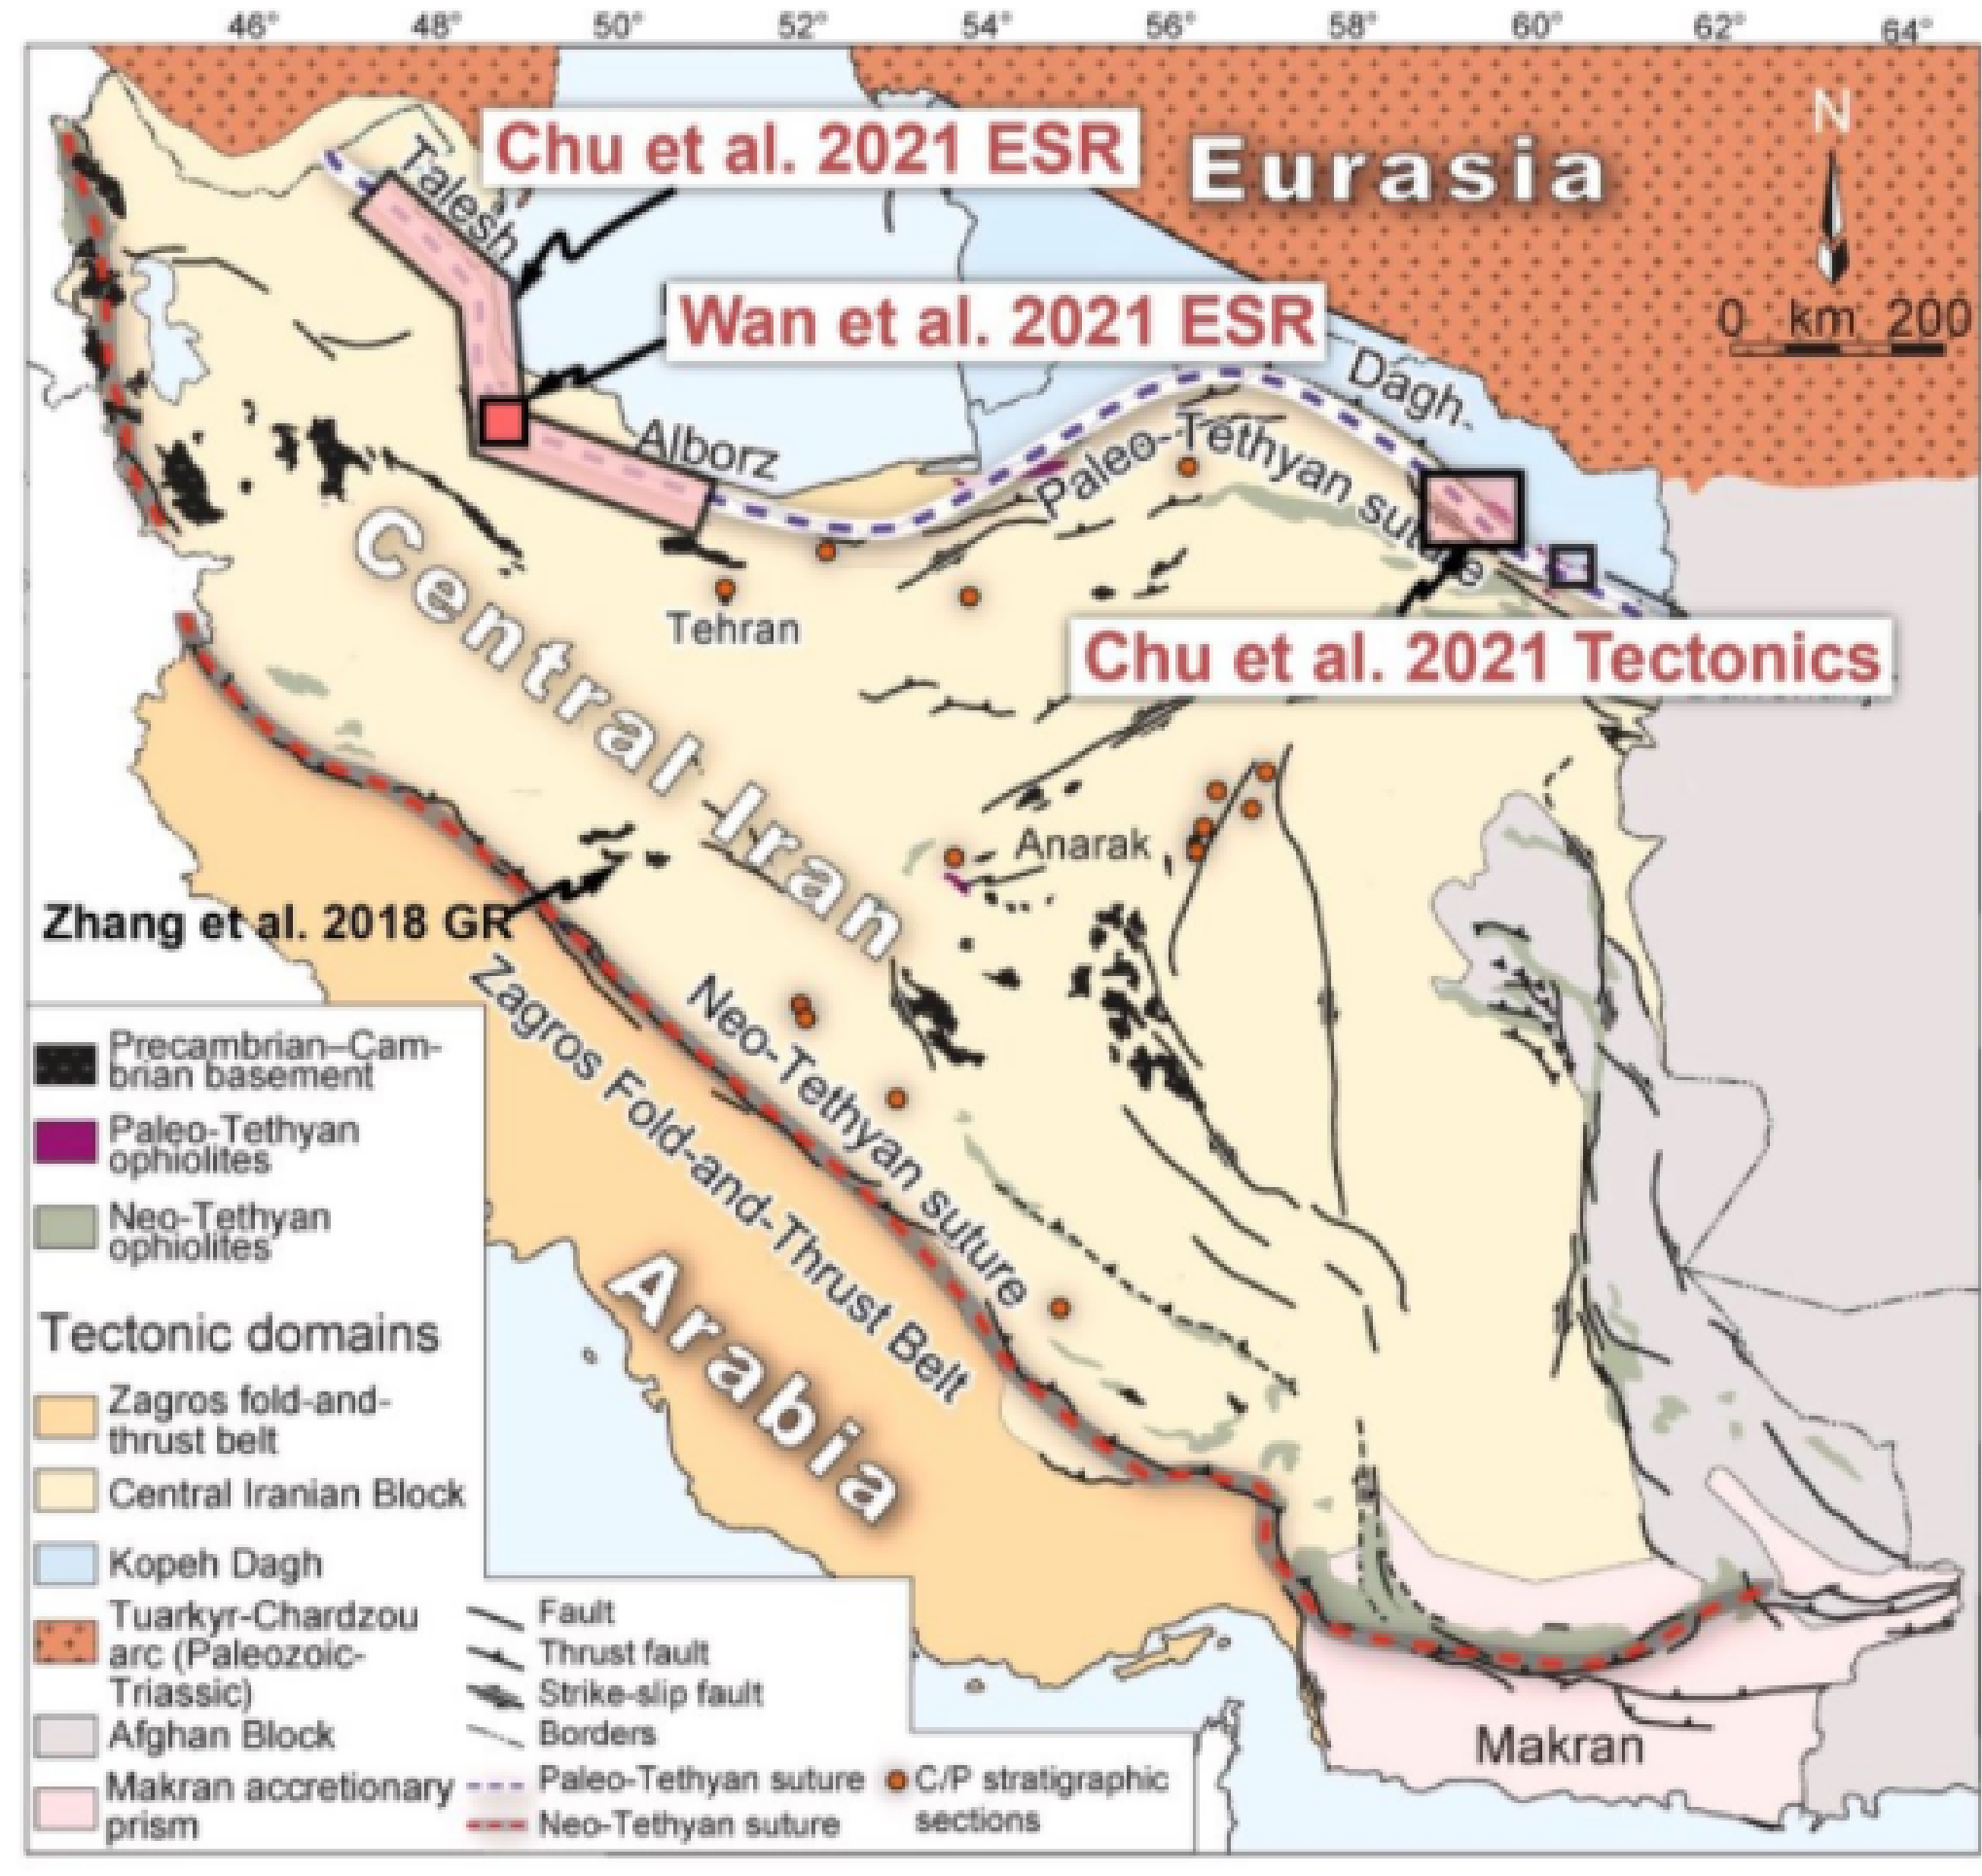 46° 48° 50° 52° 54° 56° 58° 60° 62° 64°
N
Eurasia
Chu et al. 2021 ESR
Talesh
Wan et al. 2021 ESR
0 km 200
Dagh.
Alborz
Paleo-Tethyan suture
Tehran
Chu et al. 2021 Tectonics
Central Iran
Anarak
Zhang et al. 2018 GR
Neo-Tethyan suture
Zagros Fold-and-Thrust Belt
Arabia
Makran
Precambrian–Cam-
brian basement
Paleo-Tethyan
ophiolites
Neo-Tethyan
ophiolites
Tectonic domains
Zagros fold-and-
thrust belt
Central Iranian Block
Kopeh Dagh
Tuarkyr-Chardzou
arc (Paleozoic-
Triassic)
Afghan Block
Makran accretionary
prism
Fault
Thrust fault
Strike-slip fault
Borders
Paleo-Tethyan suture
Neo-Tethyan suture
C/P stratigraphic
sections